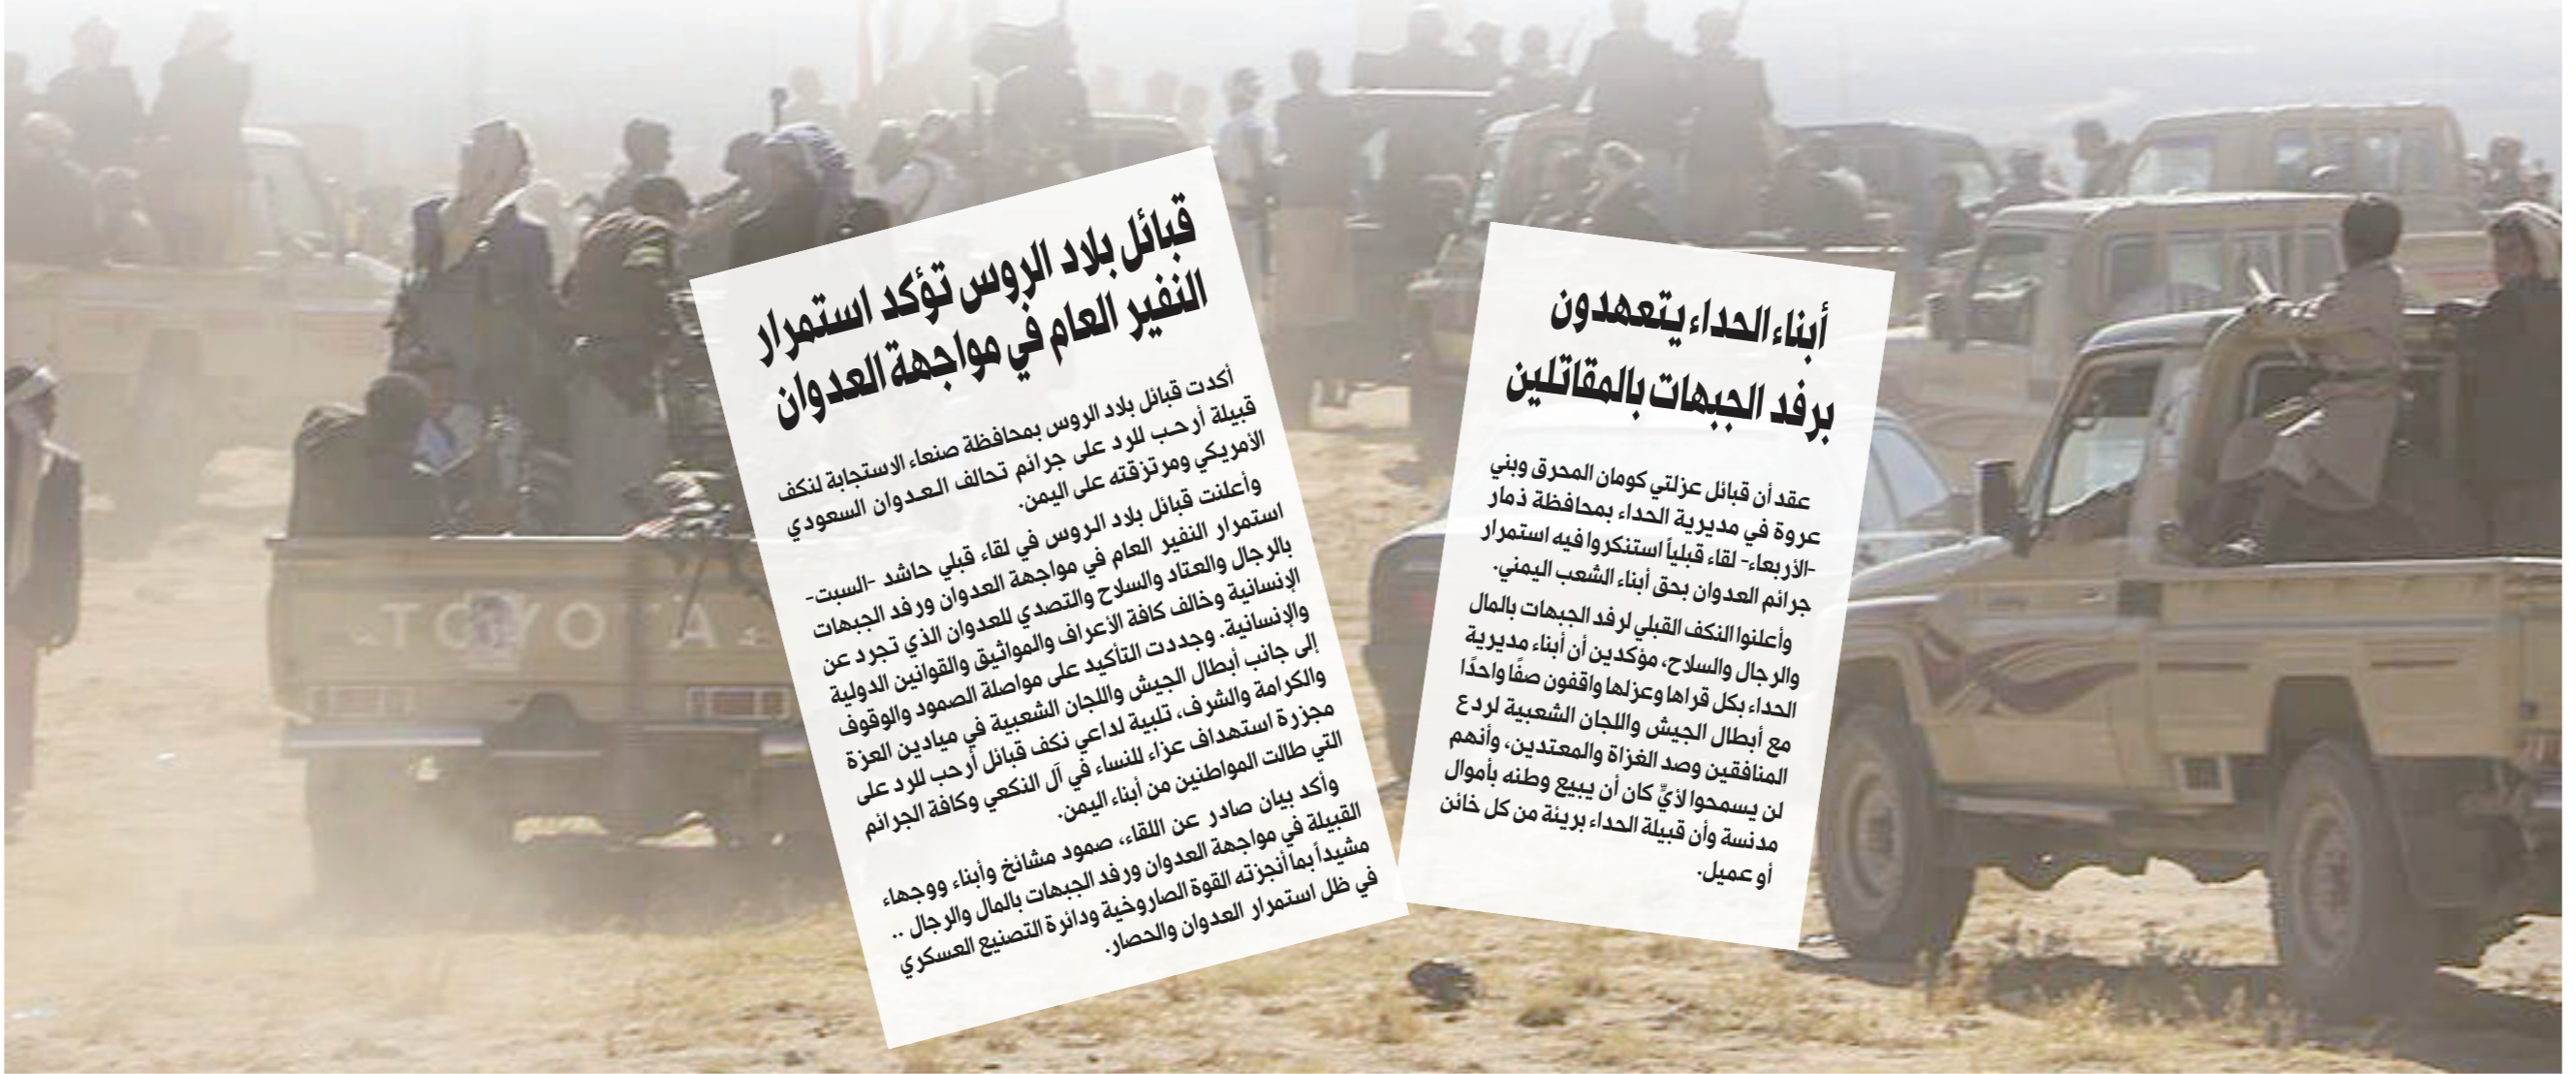 أبناء الحداء يتعهدون
برفد الجبهات بالمقاتلين
عقد أن قبائل عزلتي كومان المحرق وبني
عروة في مديرية الحداء بمحافظة ذمار
-الأربعاء- لقاء قبلياً استنكروا فيه استمرار
جرائم العدوان بحق أبناء الشعب اليمني.
وأعلنوا النكف القبلي لرفد الجبهات بالمال
والرجال والسلاح، مؤكدين أن أبناء مديرية
الحداء بكل قراها وعزلها واقفون صفًا واحدًا
مع أبطال الجيش واللجان الشعبية لردع
المنافقين وصد الغزاة والمعتدين، وأنهم
لن يسمحوا لأيٍّ كان أن يبيع وطنه بأموال
مدنسة وأن قبيلة الحداء بريئة من كل خائن
أو عميل.
قبائل بلاد الروس تؤكد استمرار
النفير العام في مواجهة العدوان
أكدت قبائل بلاد الروس بمحافظة صنعاء الاستجابة لنكف
قبيلة أرحب للرد على جرائم تحالف العدوان السعودي
الأمريكي ومرتزقته على اليمن.
وأعلنت قبائل بلاد الروس في لقاء قبلي حاشد -السبت-
استمرار النفير العام في مواجهة العدوان ورفد الجبهات
بالرجال والعتاد والسلاح والتصدي للعدوان الذي تجرد عن
الإنسانية وخالف كافة الأعراف والمواثيق والقوانين الدولية
والإنسانية. وجددت التأكيد على مواصلة الصمود والوقوف
إلى جانب أبطال الجيش واللجان الشعبية في ميادين العزة
والكرامة والشرف، تلبية لداعي نكف قبائل أرحب للرد على
مجزرة استهداف عزاء للنساء في آل النكعي وكافة الجرائم
التي طالت المواطنين من أبناء اليمن.
وأكد بيان صادر عن اللقاء، صمود مشائخ وأبناء ووجهاء
القبيلة في مواجهة العدوان ورفد الجبهات بالمال والرجال ..
مشيداً بما أنجزته القوة الصاروخية ودائرة التصنيع العسكري
في ظل استمرار العدوان والحصار.
TOYOTA